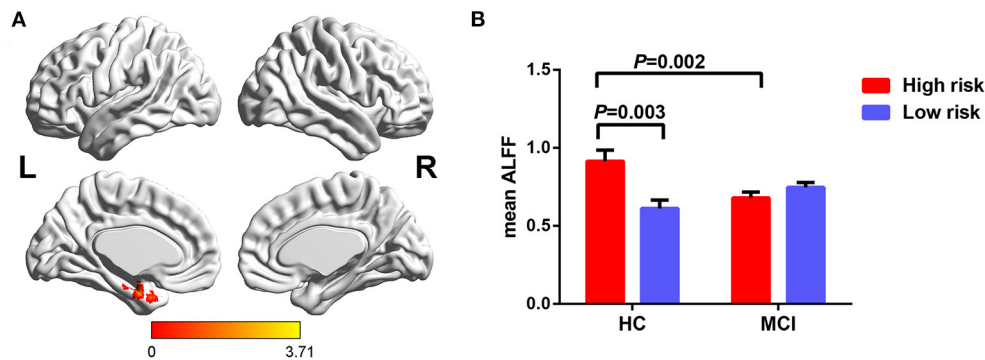 A
L
R
0 3.71
B
mean ALFF
1.5
1.0
0.5
0.0
P=0.002
P=0.003
HC
MCI
High risk
Low risk